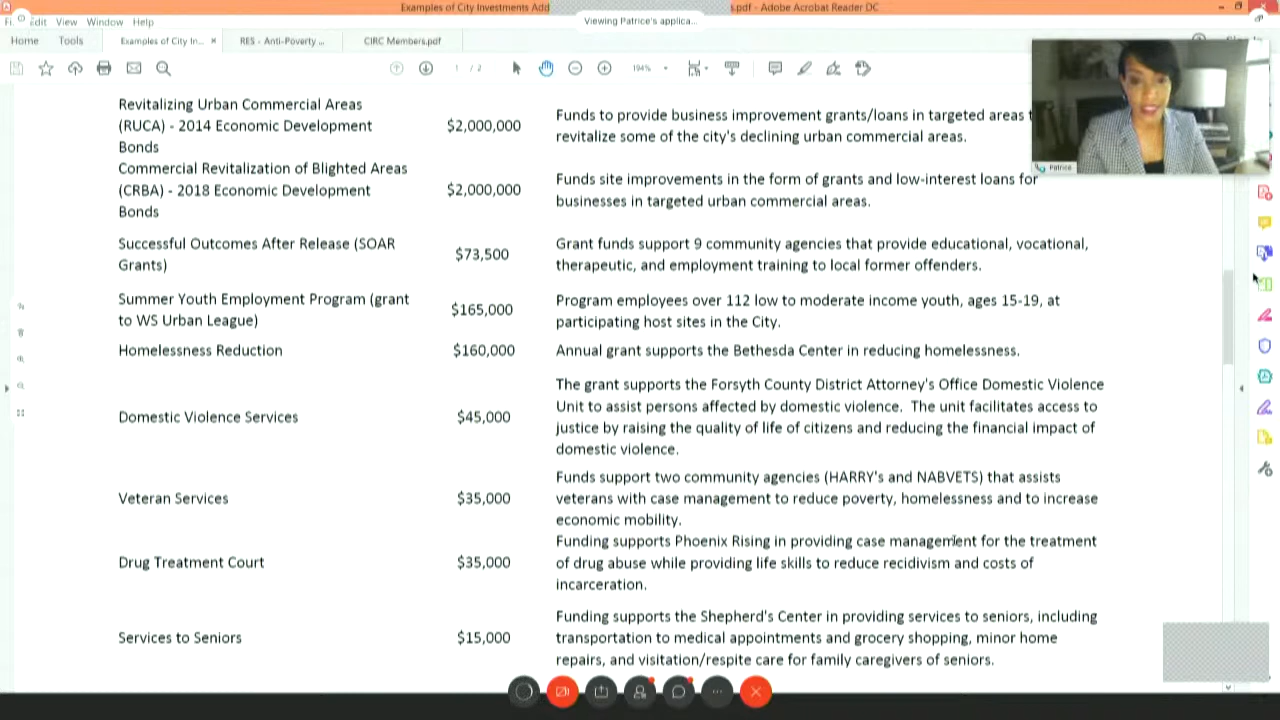 Examples of City Investments Add
s.pdf - Adobe Acrobat Reader DC
Edit View Window Help
Viewing Patrice's applica...
Home Tools Examples of City In... × RES - Anti-Poverty ... CIRC Members.pdf
1 / 2 194%
Revitalizing Urban Commercial Areas
(RUCA) - 2014 Economic Development
Bonds
$2,000,000
Funds to provide business improvement grants/loans in targeted areas
revitalize some of the city's declining urban commercial areas.
Commercial Revitalization of Blighted Areas
(CRBA) - 2018 Economic Development
Bonds
$2,000,000
Funds site improvements in the form of grants and low-interest loans for
businesses in targeted urban commercial areas.
Successful Outcomes After Release (SOAR
Grants)
$73,500
Grant funds support 9 community agencies that provide educational, vocational,
therapeutic, and employment training to local former offenders.
Summer Youth Employment Program (grant
to WS Urban League)
$165,000
Program employees over 112 low to moderate income youth, ages 15-19, at
participating host sites in the City.
Homelessness Reduction
$160,000
Annual grant supports the Bethesda Center in reducing homelessness.
Domestic Violence Services
$45,000
The grant supports the Forsyth County District Attorney's Office Domestic Violence
Unit to assist persons affected by domestic violence. The unit facilitates access to
justice by raising the quality of life of citizens and reducing the financial impact of
domestic violence.
Veteran Services
$35,000
Funds support two community agencies (HARRY's and NABVETS) that assists
veterans with case management to reduce poverty, homelessness and to increase
economic mobility.
Drug Treatment Court
$35,000
Funding supports Phoenix Rising in providing case management for the treatment
of drug abuse while providing life skills to reduce recidivism and costs of
incarceration.
Services to Seniors
$15,000
Funding supports the Shepherd's Center in providing services to seniors, including
transportation to medical appointments and grocery shopping, minor home
repairs, and visitation/respite care for family caregivers of seniors.
Patrice